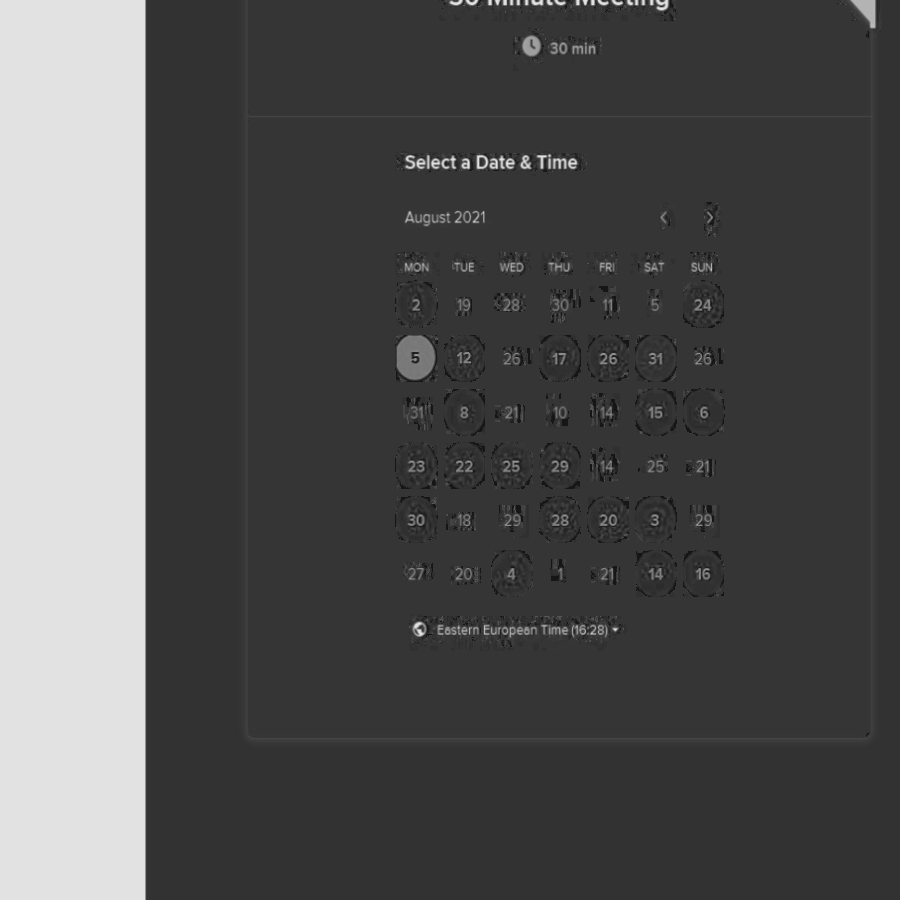 30 Minute Meeting
30 min
Select a Date & Time
August 2021
MON TUE WED THU FRI SAT SUN
2 19 28 30 11 5 24
5 12 26 17 26 31 26
31 8 21 10 14 15 6
23 22 25 29 14 25 21
30 18 29 28 20 3 29
27 20 4 1 21 14 16
Eastern European Time (16:28)